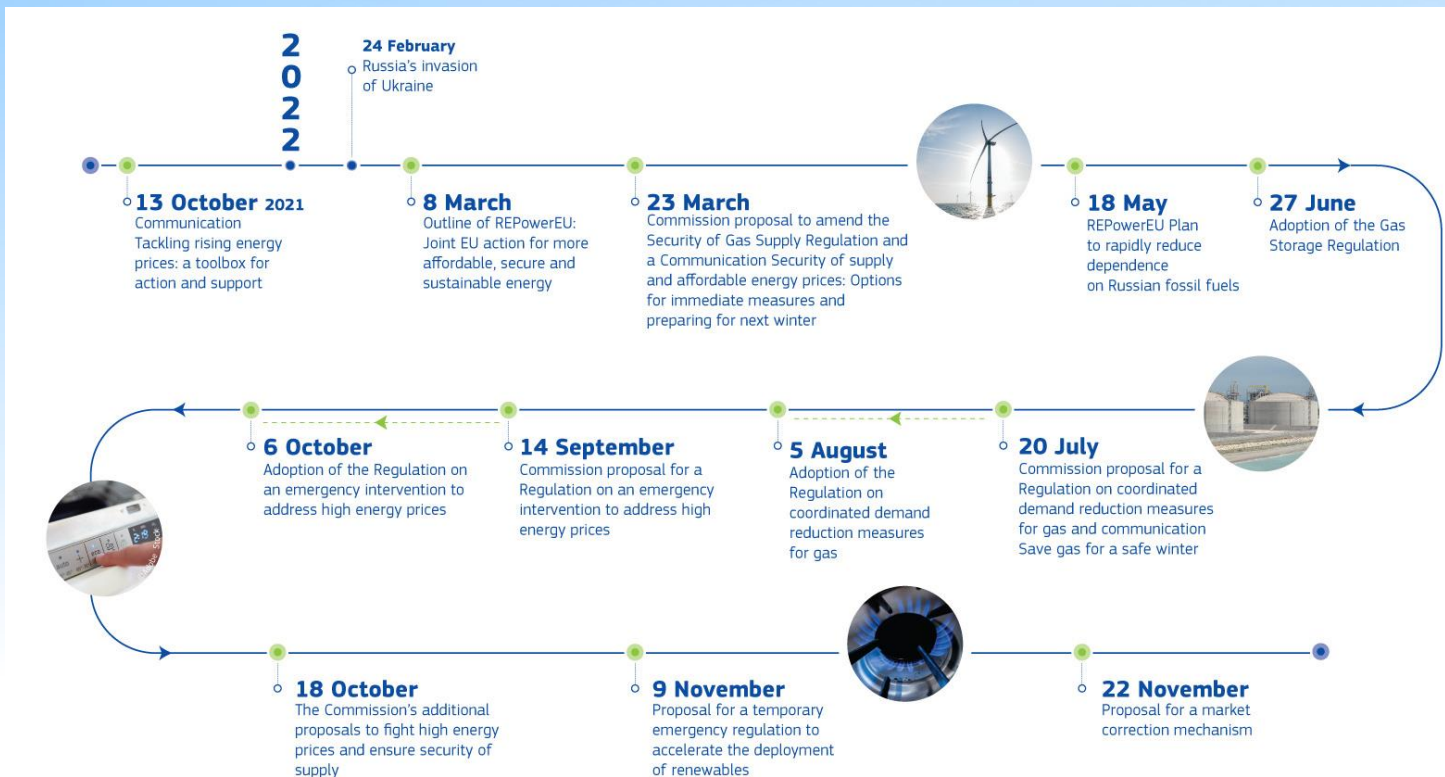 2
0
2
2
24 February
Russia's invasion
of Ukraine
13 October 2021
Communication
Tackling rising energy
prices: a toolbox for
action and support
8 March
Outline of REPowerEU:
Joint EU action for more
affordable, secure and
sustainable energy
23 March
Commission proposal to amend the
Security of Gas Supply Regulation and
a Communication Security of supply
and affordable energy prices: Options
for immediate measures and
preparing for next winter
18 May
REPowerEU Plan
to rapidly reduce
dependence
on Russian fossil fuels
27 June
Adoption of the Gas
Storage Regulation
6 October
Adoption of the Regulation on
an emergency intervention to
address high energy prices
14 September
Commission proposal for a
Regulation on an emergency
intervention to address high
energy prices
5 August
Adoption of the
Regulation on
coordinated demand
reduction measures
for gas
20 July
Commission proposal for a
Regulation on coordinated
demand reduction measures
for gas and communication
Save gas for a safe winter
auto
Stock
18 October
The Commission's additional
proposals to fight high energy
prices and ensure security of
supply
9 November
Proposal for a temporary
emergency regulation to
accelerate the deployment
of renewables
22 November
Proposal for a market
correction mechanism